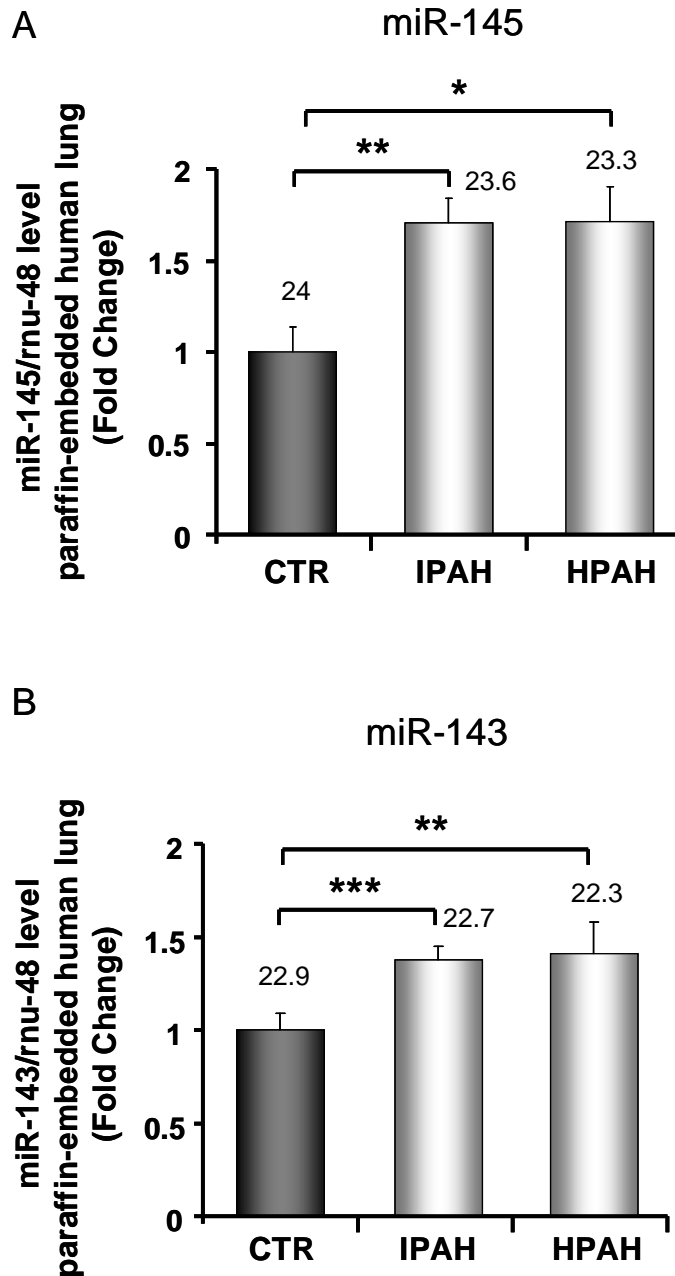 A
miR-145
miR-145/rnu-48 level
paraffin-embedded human lung
(Fold Change)
*
**
2
1.5
1
0.5
0
24
23.6
23.3
CTR IPAH HPAH
B
miR-143
miR-143/rnu-48 level
paraffin-embedded human lung
(Fold Change)
**
***
2
1.5
1
0.5
0
22.9
22.7
22.3
CTR IPAH HPAH